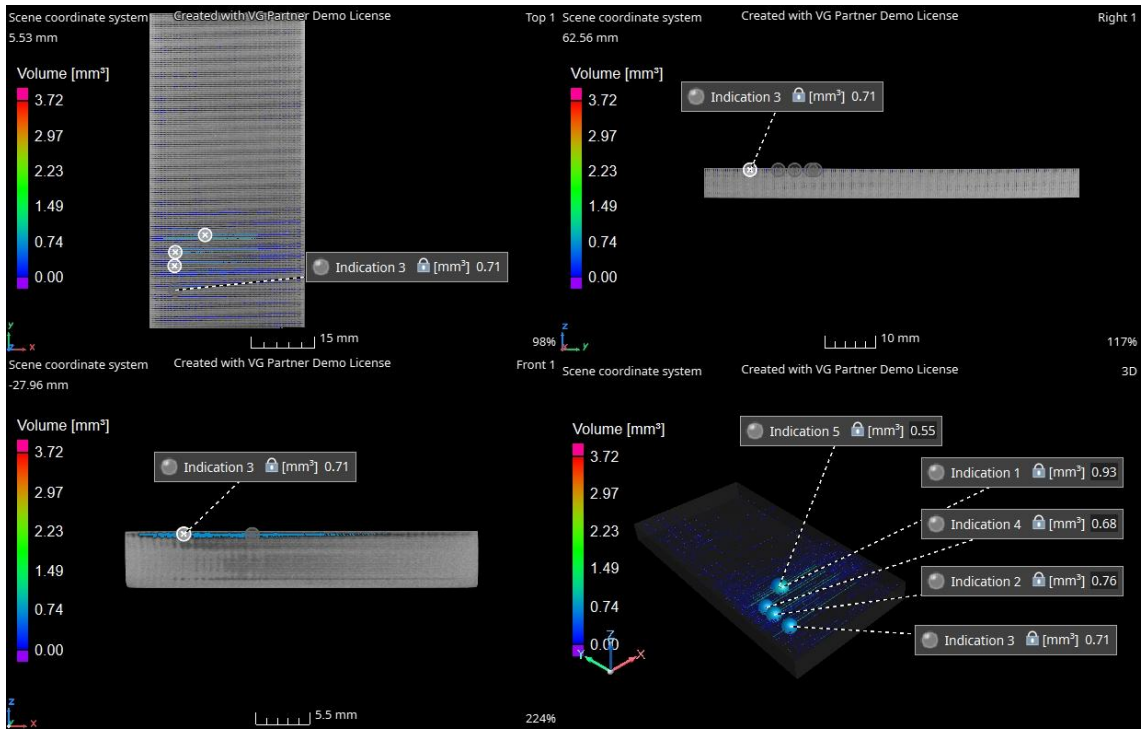 Scene coordinate system Created with VG Partner Demo License Top 1
5.53 mm
Volume [mm³]
3.72
2.97
2.23
1.49
0.74
0.00
Indication 3 [mm³] 0.71
15 mm
98%
y
z x
Scene coordinate system Created with VG Partner Demo License Right 1
62.56 mm
Volume [mm³]
3.72
2.97
2.23
1.49
0.74
0.00
Indication 3 [mm³] 0.71
10 mm
117%
z
x y
Scene coordinate system Created with VG Partner Demo License Front 1
-27.96 mm
Volume [mm³]
3.72
2.97
2.23
1.49
0.74
0.00
Indication 3 [mm³] 0.71
5.5 mm
224%
z
x
Scene coordinate system Created with VG Partner Demo License 3D
Volume [mm³]
3.72
2.97
2.23
1.49
0.74
0.00
Indication 5 [mm³] 0.55
Indication 1 [mm³] 0.93
Indication 4 [mm³] 0.68
Indication 2 [mm³] 0.76
Indication 3 [mm³] 0.71
Z
Y X